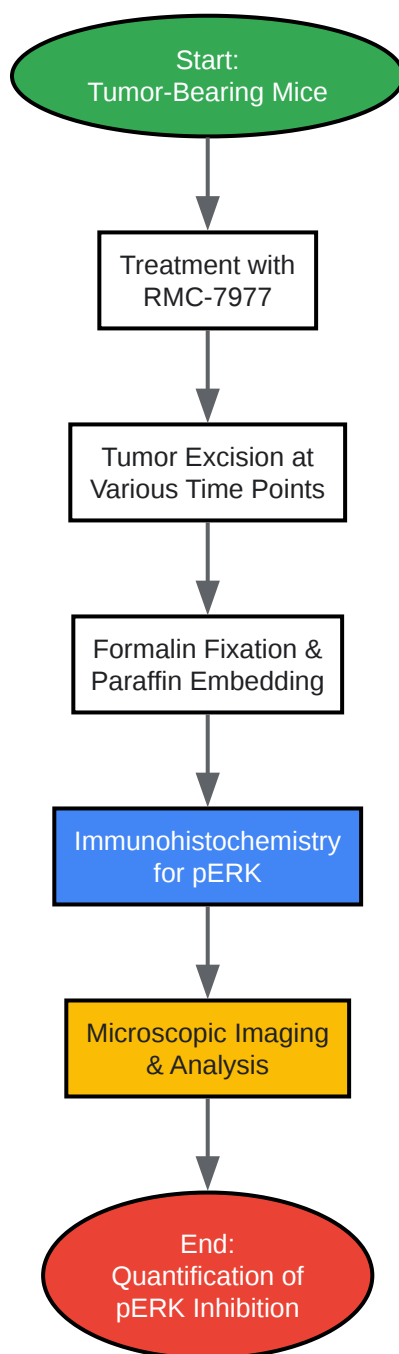 Start:
Tumor-Bearing Mice
Treatment with
RMC-7977
Tumor Excision at
Various Time Points
Formalin Fixation &
Paraffin Embedding
Immunohistochemistry
for pERK
Microscopic Imaging
& Analysis
End:
Quantification of
pERK Inhibition